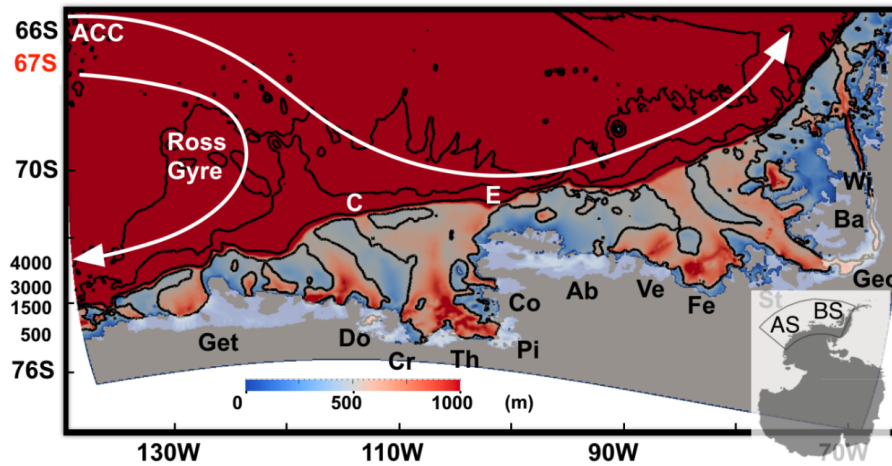 66S
ACC
67S
Ross
Gyre
70S
C
E
Wi
Ba
4000
3000
1500
500
Co
Ab
Ve
Fe
St
Geo
Get
Do
Cr
Th
Pi
AS
BS
76S
0
500
1000
(m)
130W
110W
90W
70W